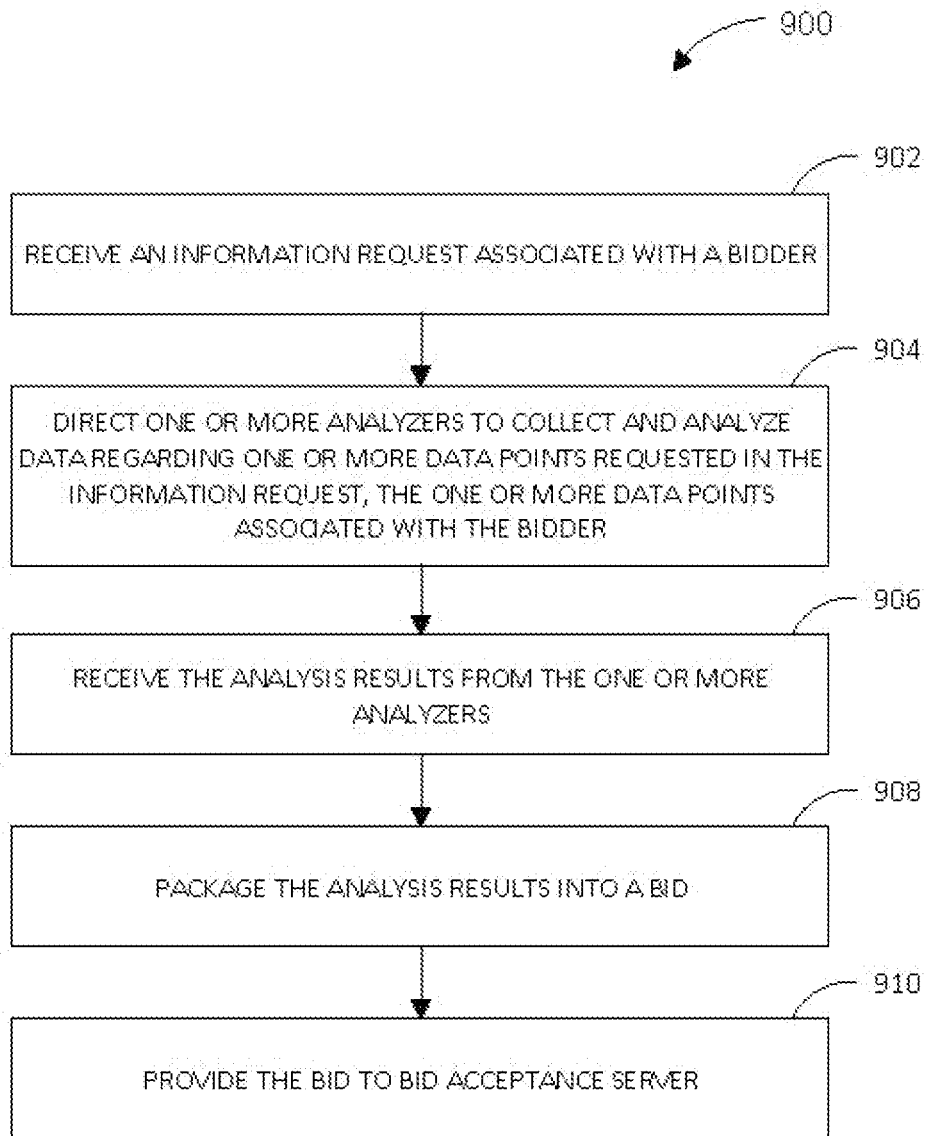 900
902
RECEIVE AN INFORMATION REQUEST ASSOCIATED WITH A BIDDER
904
DIRECT ONE OR MORE ANALYZERS TO COLLECT AND ANALYZE
DATA REGARDING ONE OR MORE DATA POINTS REQUESTED IN THE
INFORMATION REQUEST, THE ONE OR MORE DATA POINTS
ASSOCIATED WITH THE BIDDER
906
RECEIVE THE ANALYSIS RESULTS FROM THE ONE OR MORE
ANALYZERS
908
PACKAGE THE ANALYSIS RESULTS INTO A BID
910
PROVIDE THE BID TO BID ACCEPTANCE SERVER